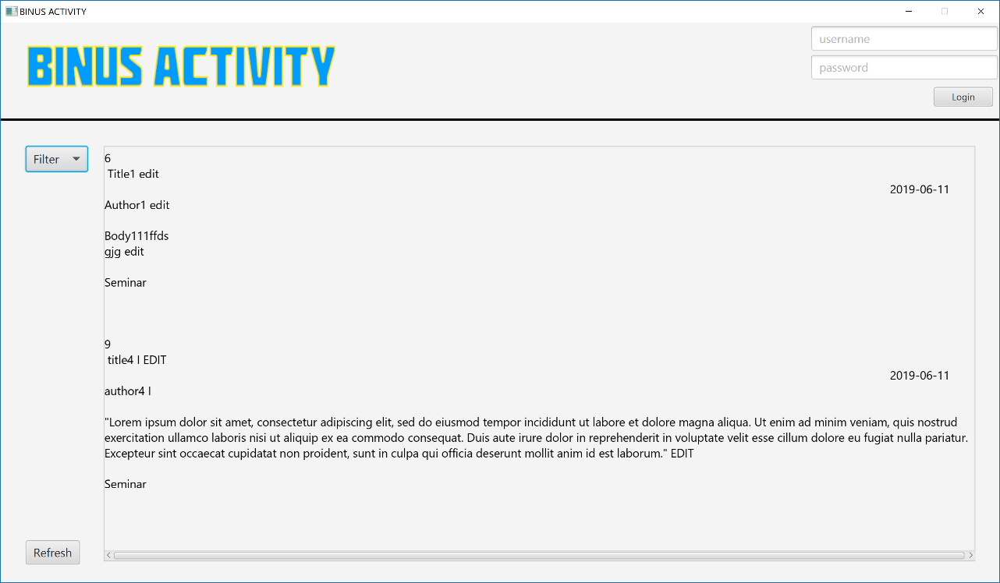 BINUS ACTIVITY
username
BINUS ACTIVITY
password
Login
Filter
6
Title1 edit
2019-06-11
Author1 edit
Body111ffds
gjg edit
Seminar
9
title4 I EDIT
2019-06-11
author4 I
"Lorem ipsum dolor sit amet, consectetur adipiscing elit, sed do eiusmod tempor incididunt ut labore et dolore magna aliqua. Ut enim ad minim veniam, quis nostrud
exercitation ullamco laboris nisi ut aliquip ex ea commodo consequat. Duis aute irure dolor in reprehenderit in voluptate velit esse cillum dolore eu fugiat nulla pariatur.
Excepteur sint occaecat cupidatat non proident, sunt in culpa qui officia deserunt mollit anim id est laborum." EDIT
Seminar
Refresh